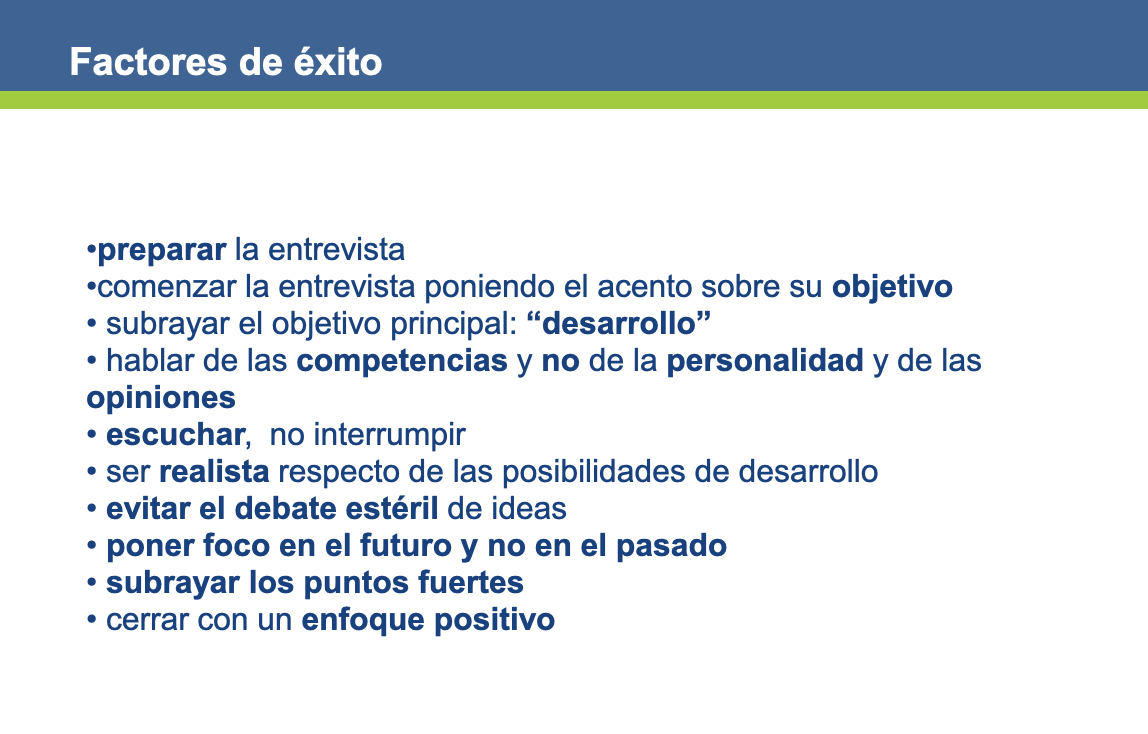 Factores de éxito
•preparar la entrevista
•comenzar la entrevista poniendo el acento sobre su objetivo
• subrayar el objetivo principal: “desarrollo”
• hablar de las competencias y no de la personalidad y de las
opiniones
• escuchar,  no interrumpir
• ser realista respecto de las posibilidades de desarrollo
• evitar el debate estéril de ideas
• poner foco en el futuro y no en el pasado
• subrayar los puntos fuertes
• cerrar con un enfoque positivo